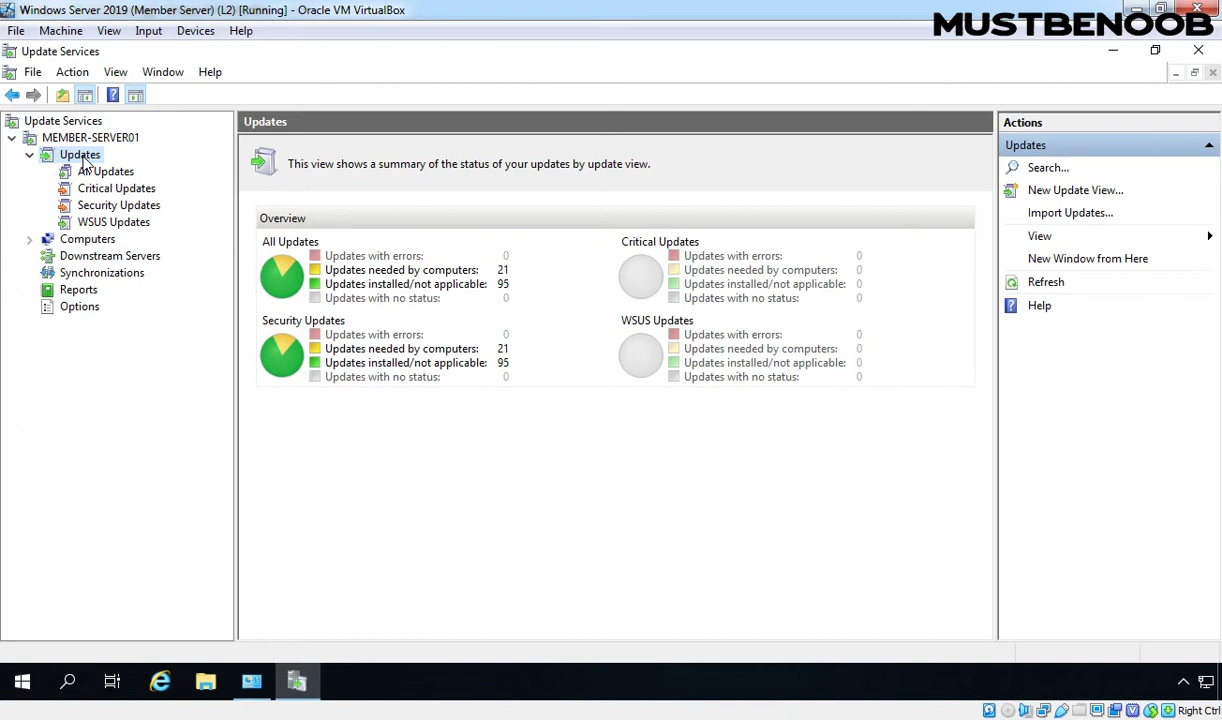 Windows Server 2019 (Member Server) (L2) [Running] - Oracle VM VirtualBox
MUSTBENOOB
File Machine View Input Devices Help
Update Services
File Action View Window Help
Update Services
MEMBER-SERVER01
Updates
All Updates
Critical Updates
Security Updates
WSUS Updates
Computers
Downstream Servers
Synchronizations
Reports
Options
Updates
This view shows a summary of the status of your updates by update view.
Overview
All Updates
Updates with errors: 0
Updates needed by computers: 21
Updates installed/not applicable: 95
Updates with no status: 0
Critical Updates
Updates with errors: 0
Updates needed by computers: 0
Updates installed/not applicable: 0
Updates with no status: 0
Security Updates
Updates with errors: 0
Updates needed by computers: 21
Updates installed/not applicable: 95
Updates with no status: 0
WSUS Updates
Updates with errors: 0
Updates needed by computers: 0
Updates installed/not applicable: 0
Updates with no status: 0
Actions
Updates
Search...
New Update View...
Import Updates...
View
New Window from Here
Refresh
Help
Right Ctrl